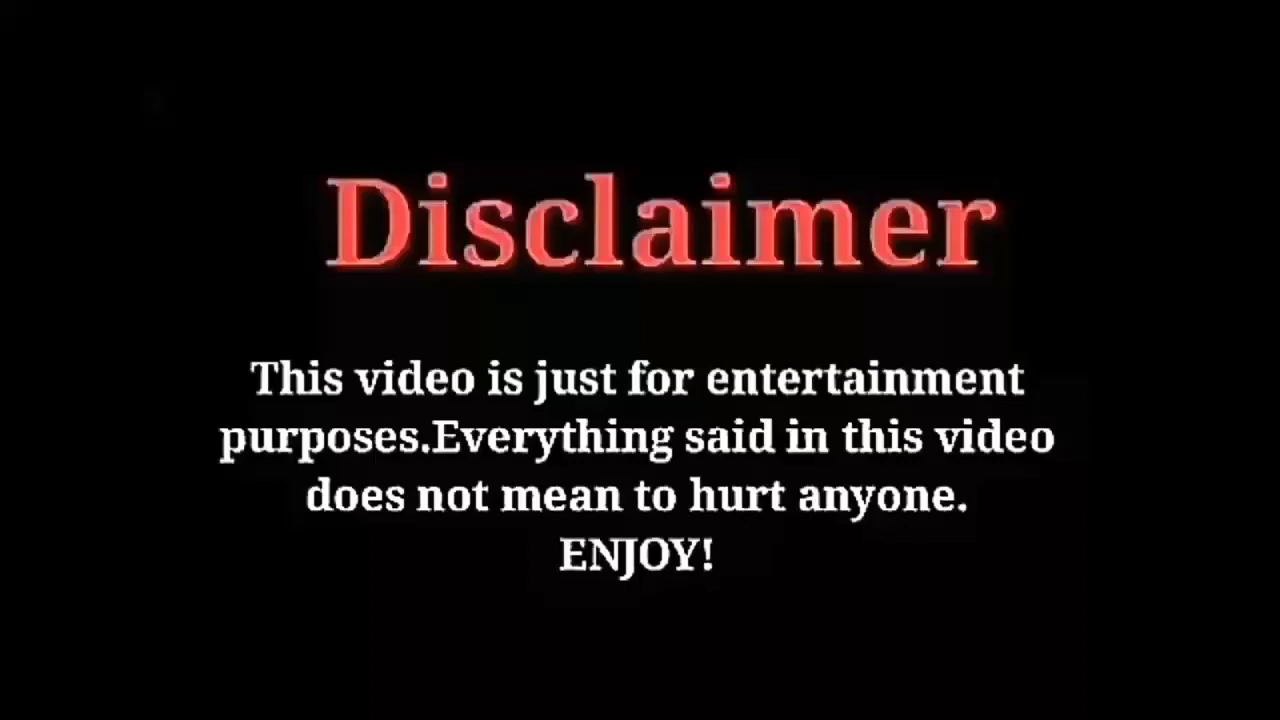 Disclaimer
This video is just for entertainment
purposes.Everything said in this video
does not mean to hurt anyone.
ENJOY!